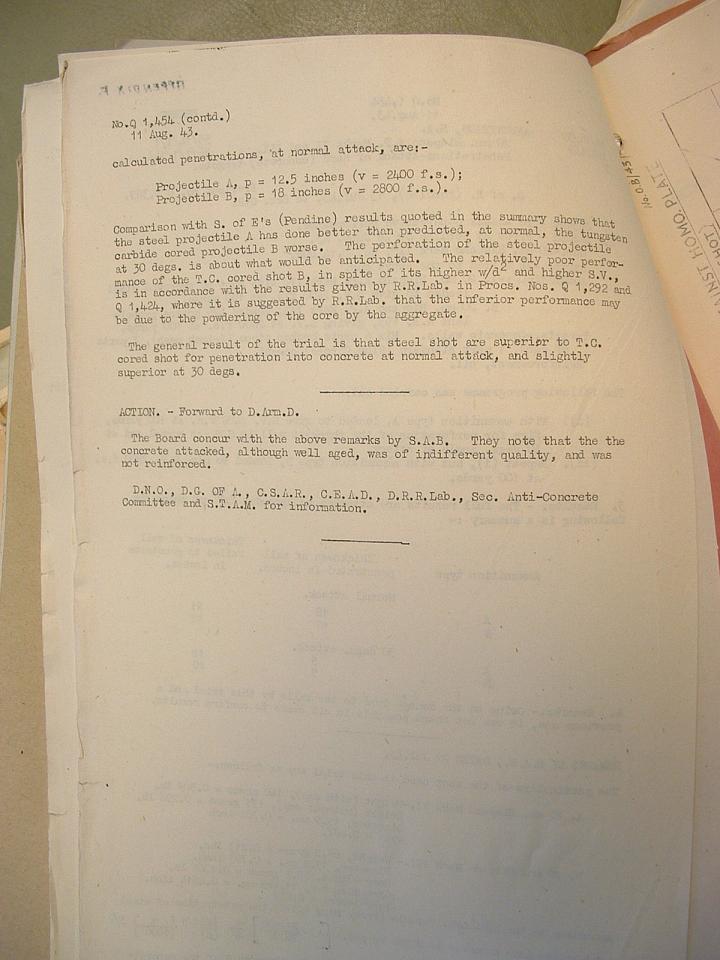 No.Q 1,454 (contd.)
11 Aug. 43.
calculated penetrations, at normal attack, are:-
Projectile A, p = 12.5 inches (v = 2400 f.s.);
Projectile B, p = 18 inches (v = 2800 f.s.).
Comparison with S. of E's (Pendine) results quoted in the summary shows that
the steel projectile A has done better than predicted, at normal, the tungsten
carbide cored projectile B worse. The perforation of the steel projectile
at 30 degs. is about what would be anticipated. The relatively poor perfor-
mance of the T.C. cored shot B, in spite of its higher w/d² and higher S.V.,
is in accordance with the results given by R.R.Lab. in Procs. Nos. Q 1,292 and
Q 1,424, where it is suggested by R.R.Lab. that the inferior performance may
be due to the powdering of the core by the aggregate.
The general result of the trial is that steel shot are superior to T.C.
cored shot for penetration into concrete at normal attack, and slightly
superior at 30 degs.
ACTION. - Forward to D.Arm.D.
The Board concur with the above remarks by S.A.B. They note that the the
concrete attacked, although well aged, was of indifferent quality, and was
not reinforced.
D.N.O., D.G. OF A., C.S.A.R., C.E.A.D., D.R.R.Lab., Sec. Anti-Concrete
Committee and S.T.A.M. for information.
APPENDIX F.
INST HOMO. PLATE
SHOT)